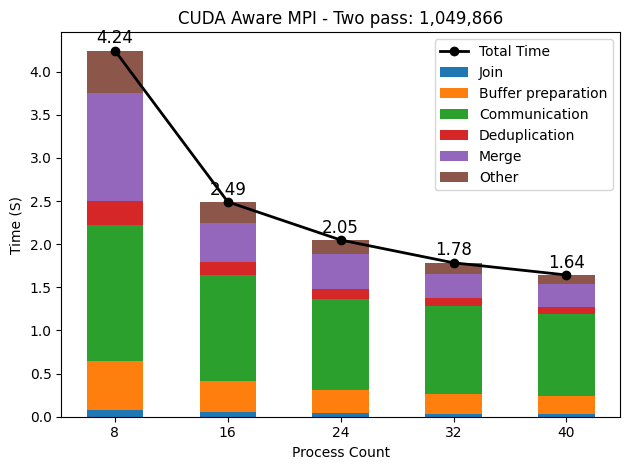 CUDA Aware MPI - Two pass: 1,049,866
4.24
2.49
2.05
1.78
1.64
Total Time
Join
Buffer preparation
Communication
Deduplication
Merge
Other
Time (S)
4.0
3.5
3.0
2.5
2.0
1.5
1.0
0.5
0.0
8 16 24 32 40
Process Count